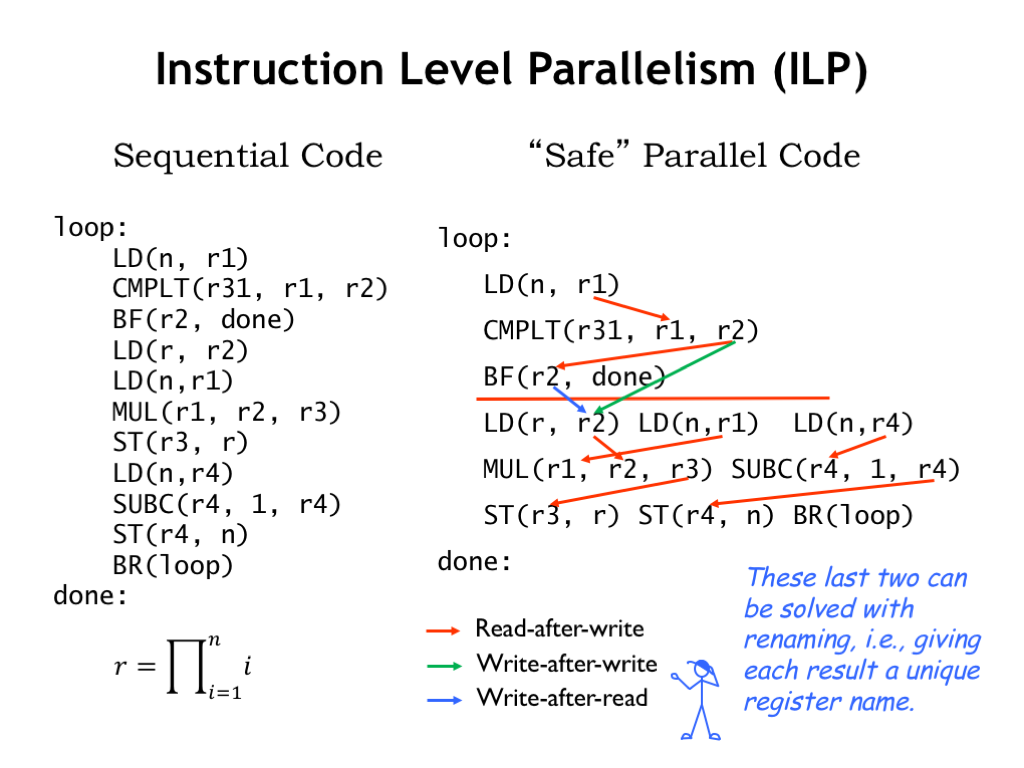 Instruction Level Parallelism (ILP)
Sequential Code
loop:
LD(n, r1)
CMPLT(r31, r1, r2)
BF(r2, done)
LD(r, r2)
LD(n,r1)
MUL(r1, r2, r3)
ST(r3, r)
LD(n,r4)
SUBC(r4, 1, r4)
ST(r4, n)
BR(loop)
done:
r = ∏ⁿᵢ₌₁ i
“Safe” Parallel Code
loop:
LD(n, r1)
CMPLT(r31, r1, r2)
BF(r2, done)
LD(r, r2) LD(n,r1) LD(n,r4)
MUL(r1, r2, r3) SUBC(r4, 1, r4)
ST(r3, r) ST(r4, n) BR(loop)
done:
Read-after-write
Write-after-write
Write-after-read
These last two can
be solved with
renaming, i.e., giving
each result a unique
register name.